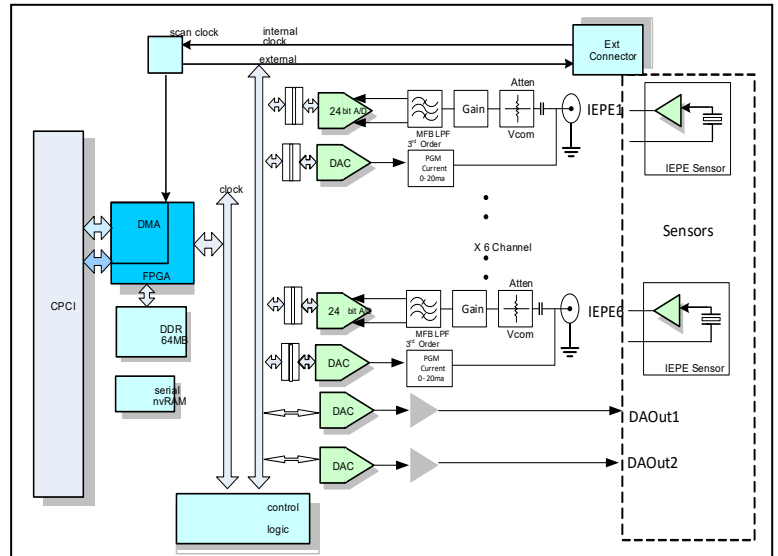 scan clock
internal
clock
external
Ext
Connector
24 bit A/D
MFB LPF
3rd Order
Gain
Atten
Vcom
IEPE1
IEPE Sensor
DAC
PGM
Current
0-20ma
clock
CPCI
DMA
FPGA
X 6 Channel
Sensors
DDR
64MB
serial
nvRAM
24 bit A/D
MFB LPF
3rd Order
Gain
Atten
Vcom
IEPE6
IEPE Sensor
DAC
PGM
Current
0-20ma
DAC
DAOut1
DAC
DAOut2
control
logic